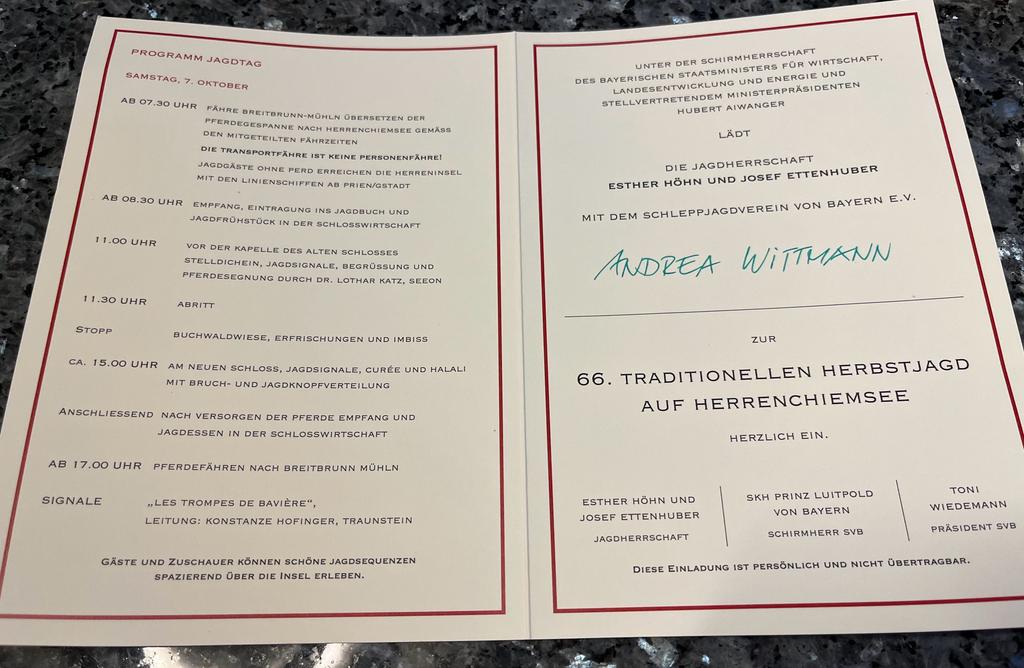 PROGRAMM JAGDTAG
SAMSTAG, 7. OKTOBER
AB 07.30 UHR FÄHRE BREITBRUNN-MÜHLN ÜBERSETZEN DER
PFERDEGESPANNE NACH HERRENCHIEMSEE GEMÄSS
DEN MITGETEILTEN FÄHRZEITEN
DIE TRANSPORTFÄHRE IST KEINE PERSONENFÄHRE!
JAGDGÄSTE OHNE PERD ERREICHEN DIE HERRENINSEL
MIT DEN LINIENSCHIFFEN AB PRIEN/GSTADT
AB 08.30 UHR EMPFANG, EINTRAGUNG INS JAGDBUCH UND
JAGDFRÜHSTÜCK IN DER SCHLOSSWIRTSCHAFT
11.00 UHR VOR DER KAPELLE DES ALTEN SCHLOSSES
STELLDICHEIN, JAGDSIGNALE, BEGRÜSSUNG UND
PFERDESEGNUNG DURCH DR. LOTHAR KATZ, SEEON
11.30 UHR ABRITT
STOPP BUCHWALDWIESE, ERFRISCHUNGEN UND IMBISS
CA. 15.00 UHR AM NEUEN SCHLOSS, JAGDSIGNALE, CURÉE UND HALALI
MIT BRUCH- UND JAGDKNOPFVERTEILUNG
ANSCHLIESSEND NACH VERSORGEN DER PFERDE EMPFANG UND
JAGDESSEN IN DER SCHLOSSWIRTSCHAFT
AB 17.00 UHR PFERDEFÄHREN NACH BREITBRUNN MÜHLN
SIGNALE „LES TROMPES DE BAVIÈRE“,
LEITUNG: KONSTANZE HOFINGER, TRAUNSTEIN
GÄSTE UND ZUSCHAUER KÖNNEN SCHÖNE JAGDSEQUENZEN
SPAZIEREND ÜBER DIE INSEL ERLEBEN.
UNTER DER SCHIRMHERRSCHAFT
DES BAYERISCHEN STAATSMINISTERS FÜR WIRTSCHAFT,
LANDESENTWICKLUNG UND ENERGIE UND
STELLVERTRETENDEM MINISTERPRÄSIDENTEN
HUBERT AIWANGER
LÄDT
DIE JAGDHERRSCHAFT
ESTHER HÖHN UND JOSEF ETTENHUBER
MIT DEM SCHLEPPJAGDVEREIN VON BAYERN E.V.
ANDREA WITTMANN
ZUR
66. TRADITIONELLEN HERBSTJAGD
AUF HERRENCHIEMSEE
HERZLICH EIN.
ESTHER HÖHN UND
JOSEF ETTENHUBER
JAGDHERRSCHAFT
SKH PRINZ LUITPOLD
VON BAYERN
SCHIRMHERR SVB
TONI
WIEDEMANN
PRÄSIDENT SVB
DIESE EINLADUNG IST PERSÖNLICH UND NICHT ÜBERTRAGBAR.